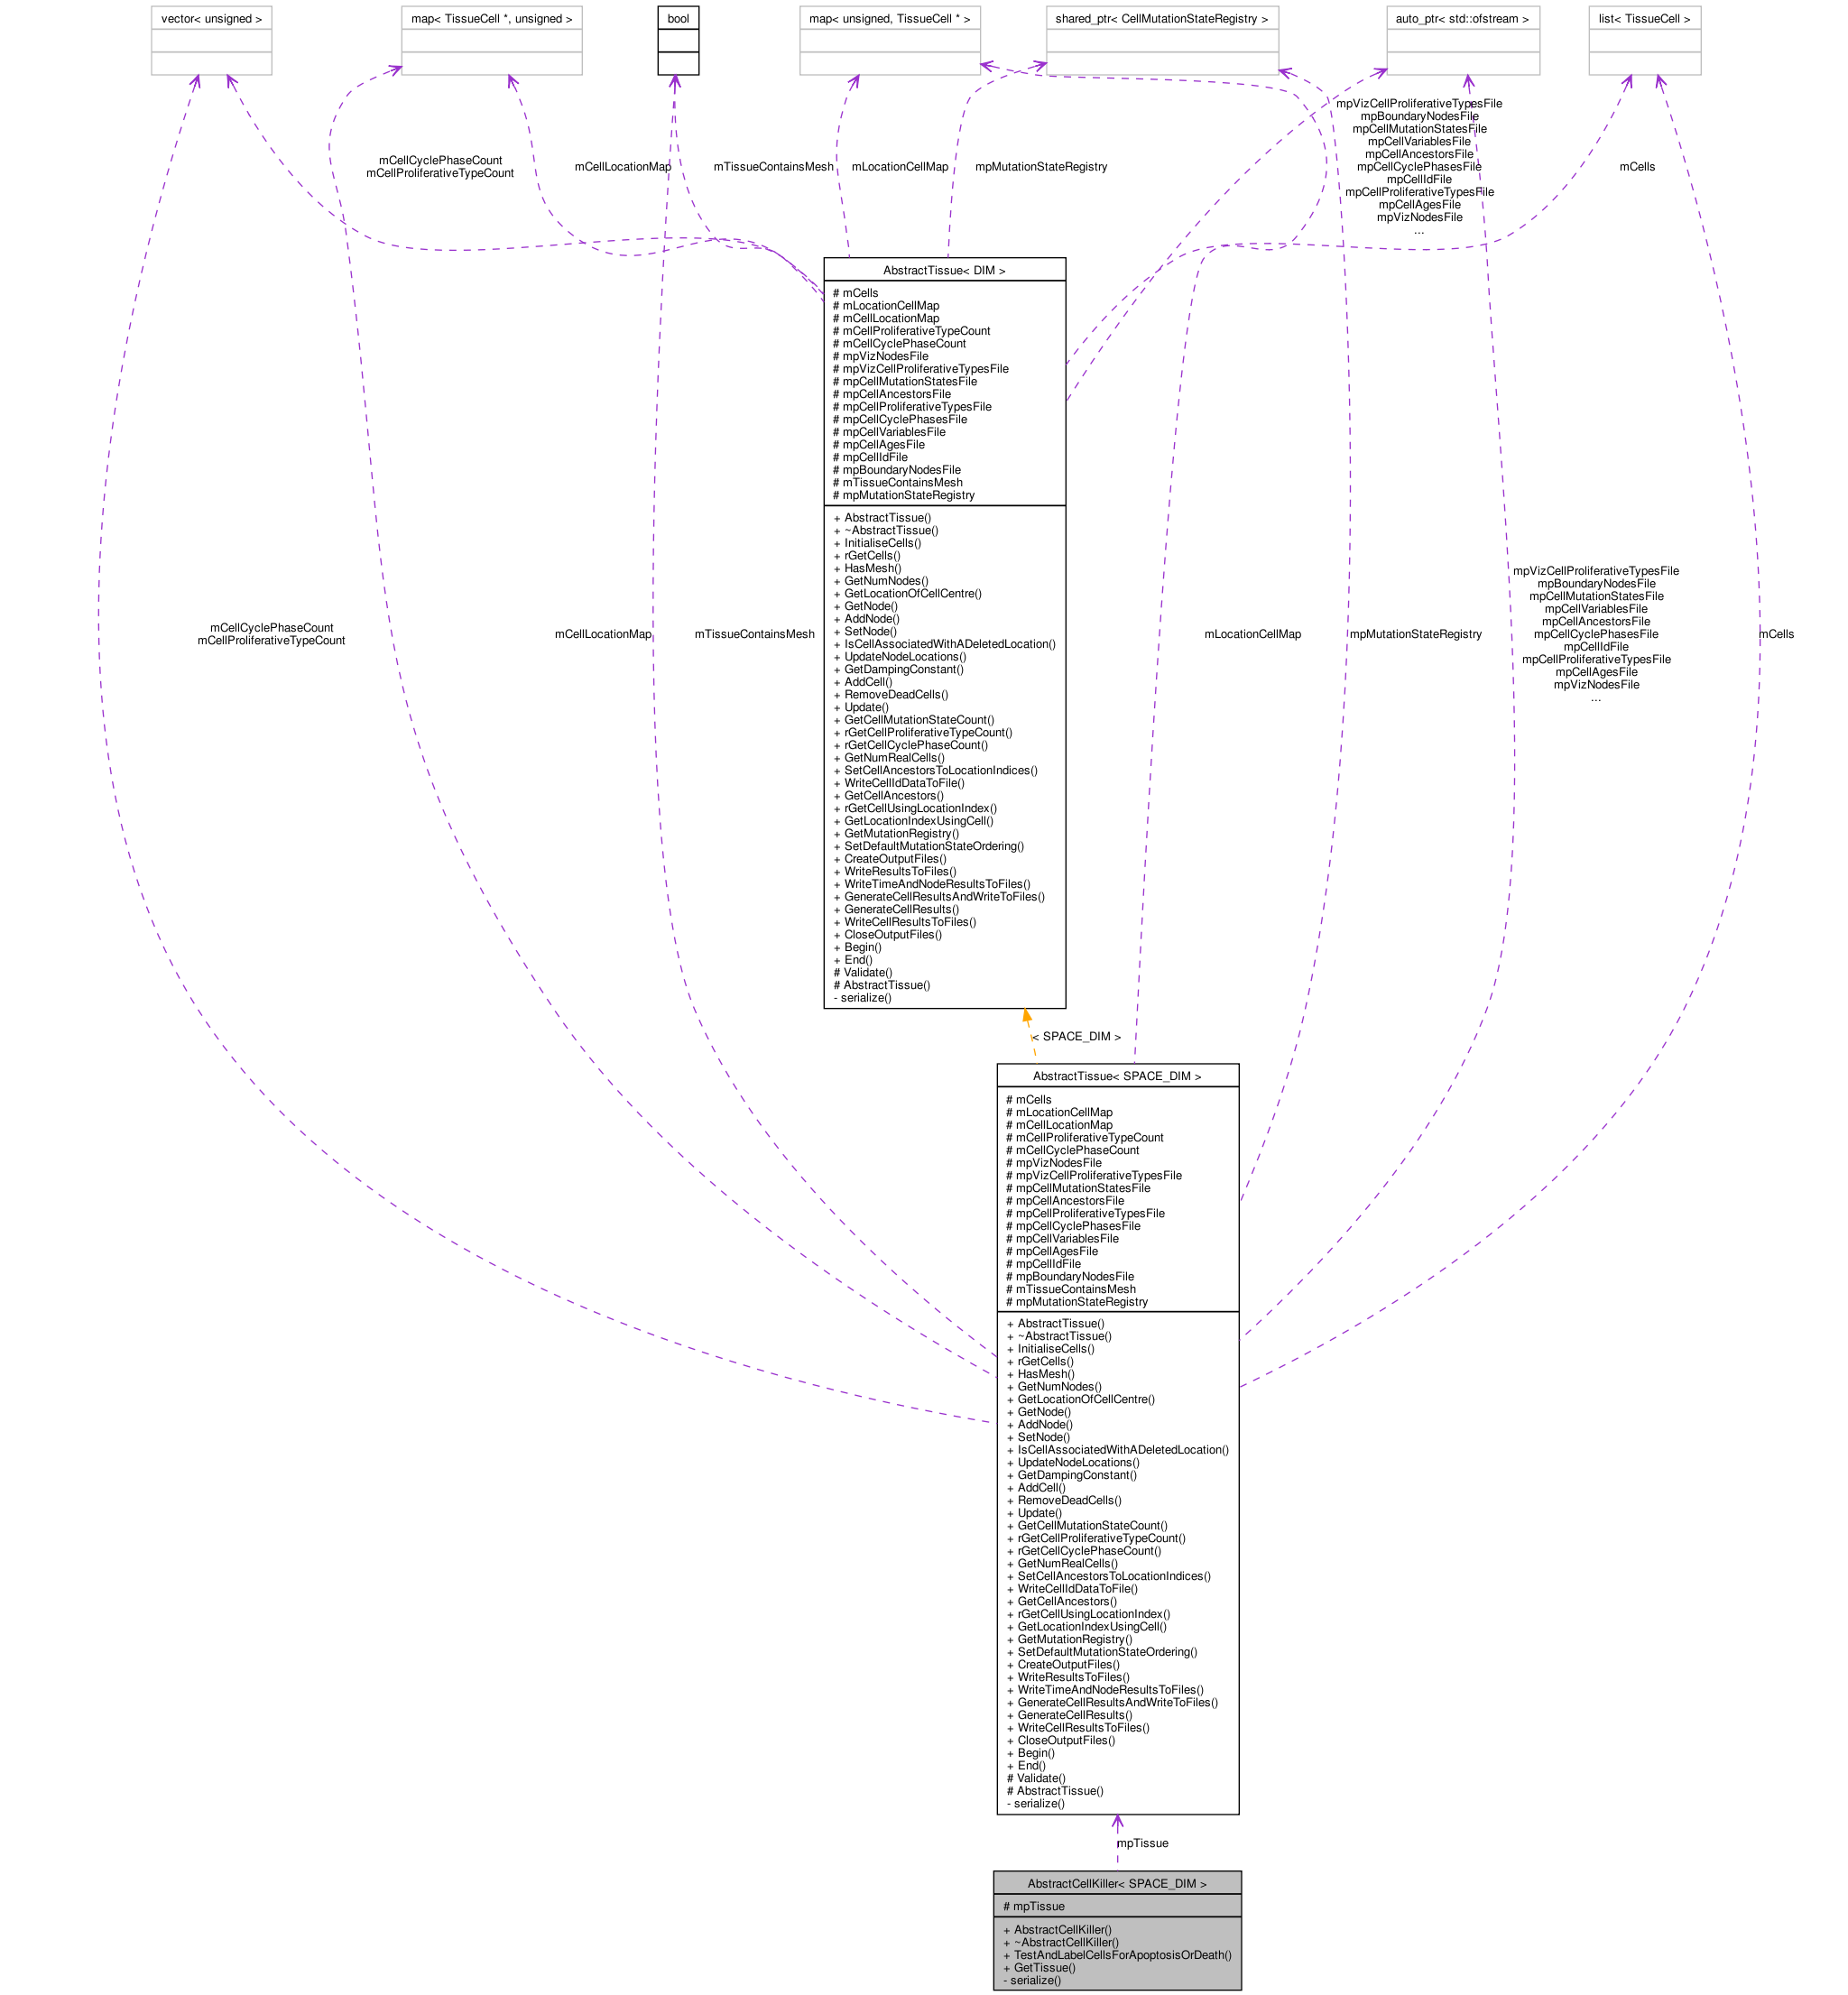 vector< unsigned >
map< TissueCell *, unsigned >
bool
map< unsigned, TissueCell * >
shared_ptr< CellMutationStateRegistry >
auto_ptr< std::ofstream >
list< TissueCell >
mCellCyclePhaseCount
mCellProliferativeTypeCount
mCellLocationMap
mTissueContainsMesh
mLocationCellMap
mpMutationStateRegistry
mpVizCellProliferativeTypesFile
mpBoundaryNodesFile
mpCellMutationStatesFile
mpCellVariablesFile
mpCellAncestorsFile
mpCellCyclePhasesFile
mpCellIdFile
mpCellProliferativeTypesFile
mpCellAgesFile
mpVizNodesFile
...
mCells
AbstractTissue< DIM >
# mCells
# mLocationCellMap
# mCellLocationMap
# mCellProliferativeTypeCount
# mCellCyclePhaseCount
# mpVizNodesFile
# mpVizCellProliferativeTypesFile
# mpCellMutationStatesFile
# mpCellAncestorsFile
# mpCellProliferativeTypesFile
# mpCellCyclePhasesFile
# mpCellVariablesFile
# mpCellAgesFile
# mpCellIdFile
# mpBoundaryNodesFile
# mTissueContainsMesh
# mpMutationStateRegistry
+ AbstractTissue()
+ ~AbstractTissue()
+ InitialiseCells()
+ rGetCells()
+ HasMesh()
+ GetNumNodes()
+ GetLocationOfCellCentre()
+ GetNode()
+ AddNode()
+ SetNode()
+ IsCellAssociatedWithADeletedLocation()
+ UpdateNodeLocations()
+ GetDampingConstant()
+ AddCell()
+ RemoveDeadCells()
+ Update()
+ GetCellMutationStateCount()
+ rGetCellProliferativeTypeCount()
+ rGetCellCyclePhaseCount()
+ GetNumRealCells()
+ SetCellAncestorsToLocationIndices()
+ WriteCellIdDataToFile()
+ GetCellAncestors()
+ rGetCellUsingLocationIndex()
+ GetLocationIndexUsingCell()
+ GetMutationRegistry()
+ SetDefaultMutationStateOrdering()
+ CreateOutputFiles()
+ WriteResultsToFiles()
+ WriteTimeAndNodeResultsToFiles()
+ GenerateCellResultsAndWriteToFiles()
+ GenerateCellResults()
+ WriteCellResultsToFiles()
+ CloseOutputFiles()
+ Begin()
+ End()
# Validate()
# AbstractTissue()
- serialize()
mCellCyclePhaseCount
mCellProliferativeTypeCount
mCellLocationMap
mTissueContainsMesh
mLocationCellMap
mpMutationStateRegistry
mpVizCellProliferativeTypesFile
mpBoundaryNodesFile
mpCellMutationStatesFile
mpCellVariablesFile
mpCellAncestorsFile
mpCellCyclePhasesFile
mpCellIdFile
mpCellProliferativeTypesFile
mpCellAgesFile
mpVizNodesFile
...
mCells
< SPACE_DIM >
AbstractTissue< SPACE_DIM >
# mCells
# mLocationCellMap
# mCellLocationMap
# mCellProliferativeTypeCount
# mCellCyclePhaseCount
# mpVizNodesFile
# mpVizCellProliferativeTypesFile
# mpCellMutationStatesFile
# mpCellAncestorsFile
# mpCellProliferativeTypesFile
# mpCellCyclePhasesFile
# mpCellVariablesFile
# mpCellAgesFile
# mpCellIdFile
# mpBoundaryNodesFile
# mTissueContainsMesh
# mpMutationStateRegistry
+ AbstractTissue()
+ ~AbstractTissue()
+ InitialiseCells()
+ rGetCells()
+ HasMesh()
+ GetNumNodes()
+ GetLocationOfCellCentre()
+ GetNode()
+ AddNode()
+ SetNode()
+ IsCellAssociatedWithADeletedLocation()
+ UpdateNodeLocations()
+ GetDampingConstant()
+ AddCell()
+ RemoveDeadCells()
+ Update()
+ GetCellMutationStateCount()
+ rGetCellProliferativeTypeCount()
+ rGetCellCyclePhaseCount()
+ GetNumRealCells()
+ SetCellAncestorsToLocationIndices()
+ WriteCellIdDataToFile()
+ GetCellAncestors()
+ rGetCellUsingLocationIndex()
+ GetLocationIndexUsingCell()
+ GetMutationRegistry()
+ SetDefaultMutationStateOrdering()
+ CreateOutputFiles()
+ WriteResultsToFiles()
+ WriteTimeAndNodeResultsToFiles()
+ GenerateCellResultsAndWriteToFiles()
+ GenerateCellResults()
+ WriteCellResultsToFiles()
+ CloseOutputFiles()
+ Begin()
+ End()
# Validate()
# AbstractTissue()
- serialize()
mpTissue
AbstractCellKiller< SPACE_DIM >
# mpTissue
+ AbstractCellKiller()
+ ~AbstractCellKiller()
+ TestAndLabelCellsForApoptosisOrDeath()
+ GetTissue()
- serialize()